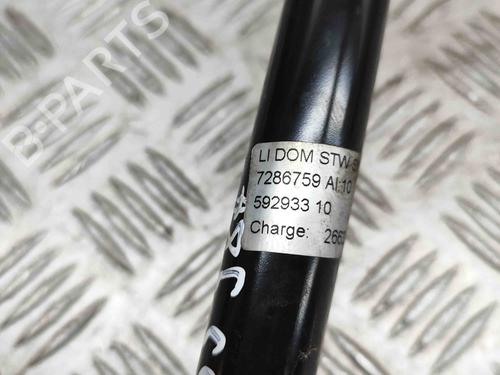 B-PARTS
LI DOM STW-
7286759 AI:10
592933 10
Charge: 266